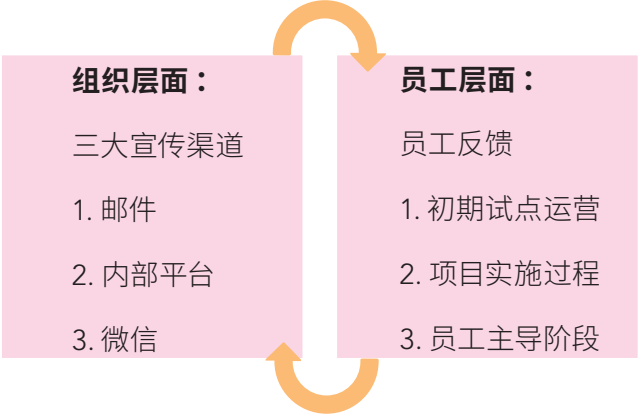 组织层面：
三大宣传渠道
1. 邮件
2. 内部平台
3. 微信
员工层面：
员工反馈
1. 初期试点运营
2. 项目实施过程
3. 员工主导阶段